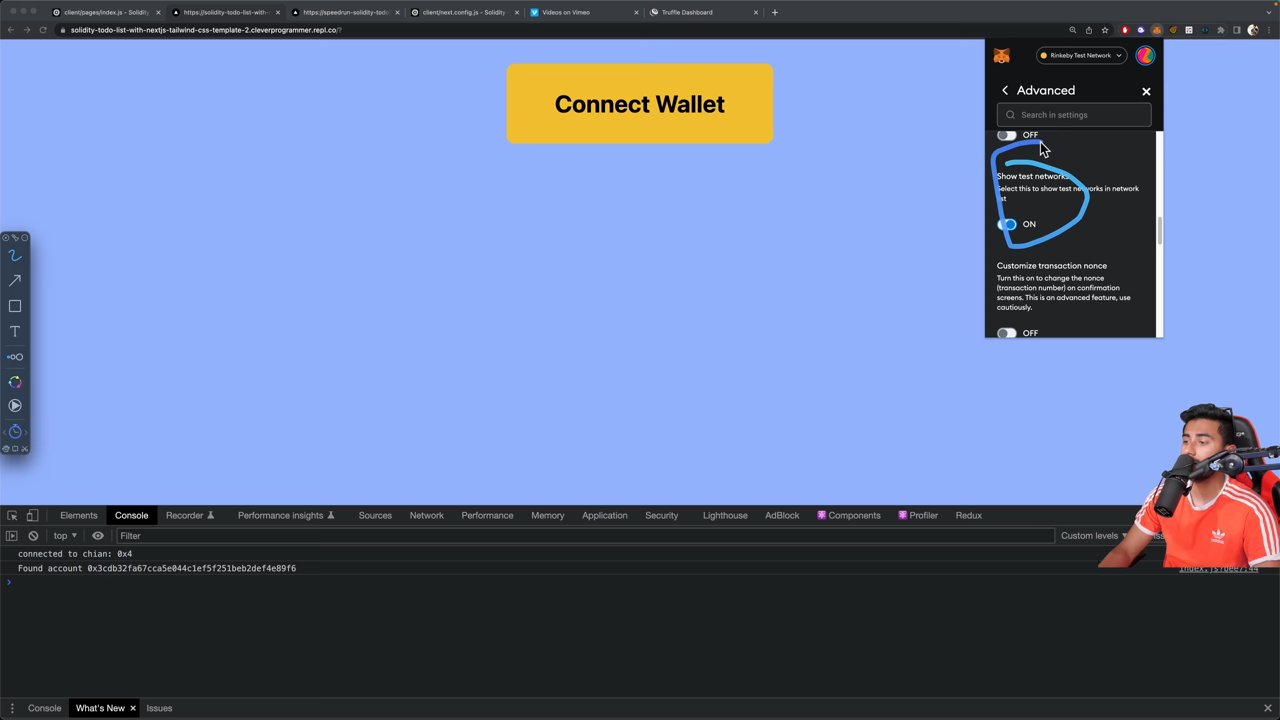 client/pages/index.js – Solidity
https://solidity-todo-list-with-
https://speedrun-solidity-todo-
client/next.config.js – Solidity
Videos on Vimeo
Truffle Dashboard
solidity-todo-list-with-nextjs-tailwind-css-template-2.cleverprogrammer.repl.co/?
Rinkeby Test Network
Connect Wallet
Advanced
Search in settings
OFF
Show test networks
Select this to show test networks in network
ON
Customize transaction nonce
Turn this on to change the nonce
(transaction number) on confirmation
screens. This is an advanced feature, use
cautiously.
OFF
T
Elements
Console
Recorder
Performance insights
Sources
Network
Performance
Memory
Application
Security
Lighthouse
AdBlock
Components
Profiler
Redux
top
Filter
Custom levels
connected to chian: 0x4
Found account 0x3cdb32fa67cca5e044c1ef5f251beb2def4e89f6
Console
What's New
Issues